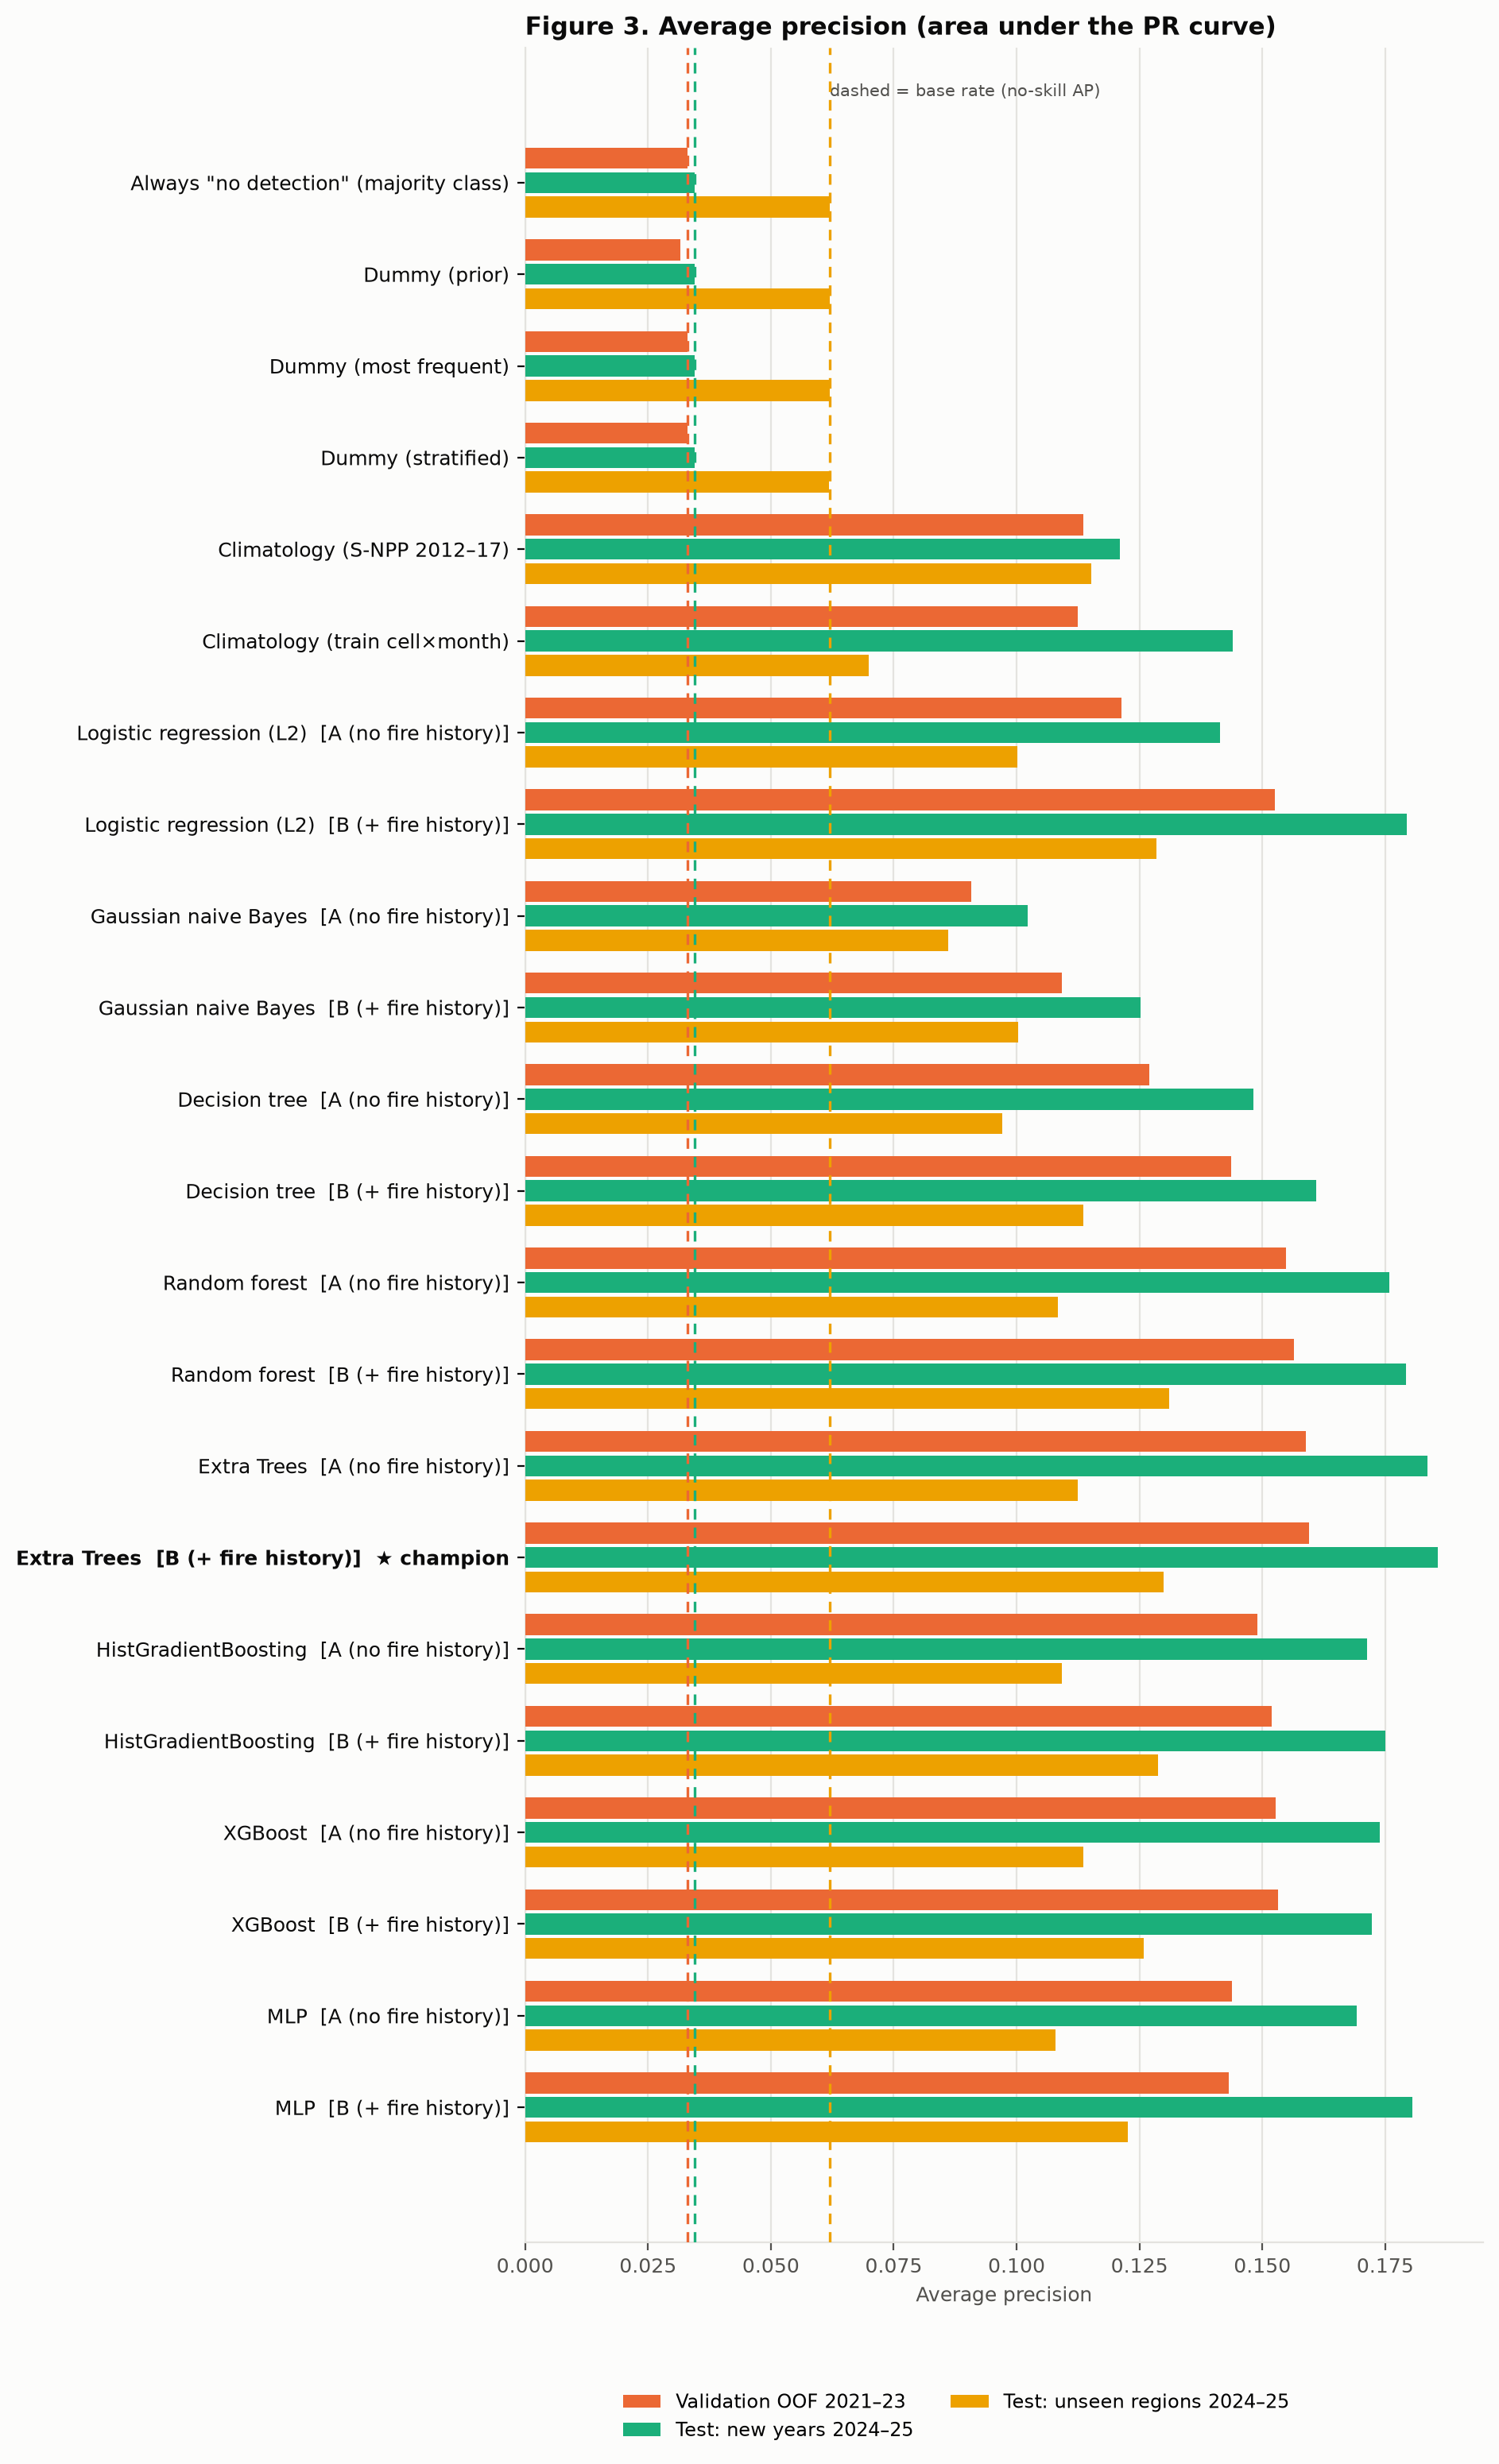 Figure 3. Average precision (area under the PR curve)
dashed = base rate (no-skill AP)
Always "no detection" (majority class)
Dummy (prior)
Dummy (most frequent)
Dummy (stratified)
Climatology (S-NPP 2012–17)
Climatology (train cell×month)
Logistic regression (L2)  [A (no fire history)]
Logistic regression (L2)  [B (+ fire history)]
Gaussian naive Bayes  [A (no fire history)]
Gaussian naive Bayes  [B (+ fire history)]
Decision tree  [A (no fire history)]
Decision tree  [B (+ fire history)]
Random forest  [A (no fire history)]
Random forest  [B (+ fire history)]
Extra Trees  [A (no fire history)]
Extra Trees  [B (+ fire history)]  ★ champion
HistGradientBoosting  [A (no fire history)]
HistGradientBoosting  [B (+ fire history)]
XGBoost  [A (no fire history)]
XGBoost  [B (+ fire history)]
MLP  [A (no fire history)]
MLP  [B (+ fire history)]
0.000 0.025 0.050 0.075 0.100 0.125 0.150 0.175
Average precision
Validation OOF 2021–23 Test: unseen regions 2024–25
Test: new years 2024–25